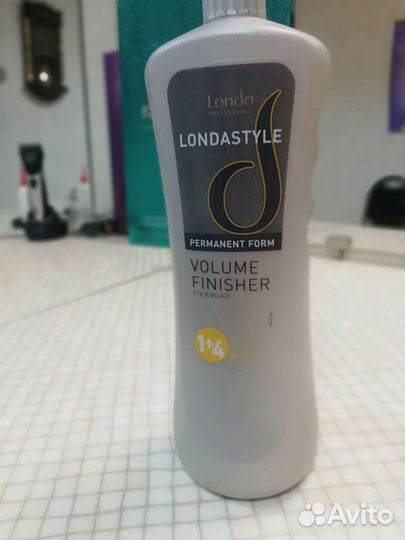 Londa
PROFESSIONAL
LONDASTYLE
PERMANENT FORM
VOLUME
FINISHER
FIXIERUNG
1+4
Avito